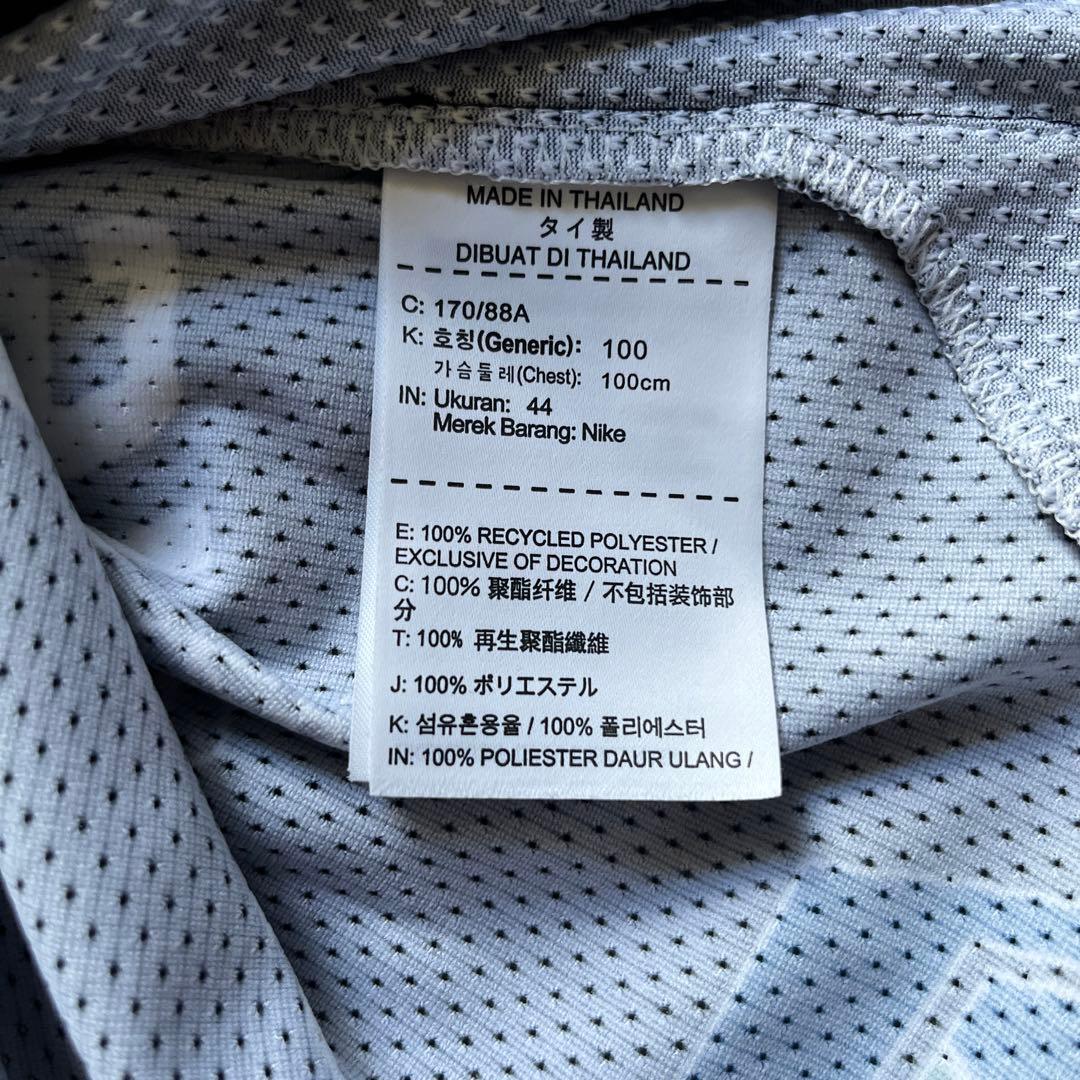 MADE IN THAILAND
タイ製
DIBUAT DI THAILAND
C: 170/88A
K: 호칭(Generic): 100
가슴둘레(Chest): 100cm
IN: Ukuran: 44
Merek Barang: Nike
E: 100% RECYCLED POLYESTER /
EXCLUSIVE OF DECORATION
C: 100% 聚酯纤维 / 不包括装饰部
分
T: 100% 再生聚酯纖維
J: 100% ポリエステル
K: 섬유혼용율 / 100% 폴리에스터
IN: 100% POLIESTER DAUR ULANG /